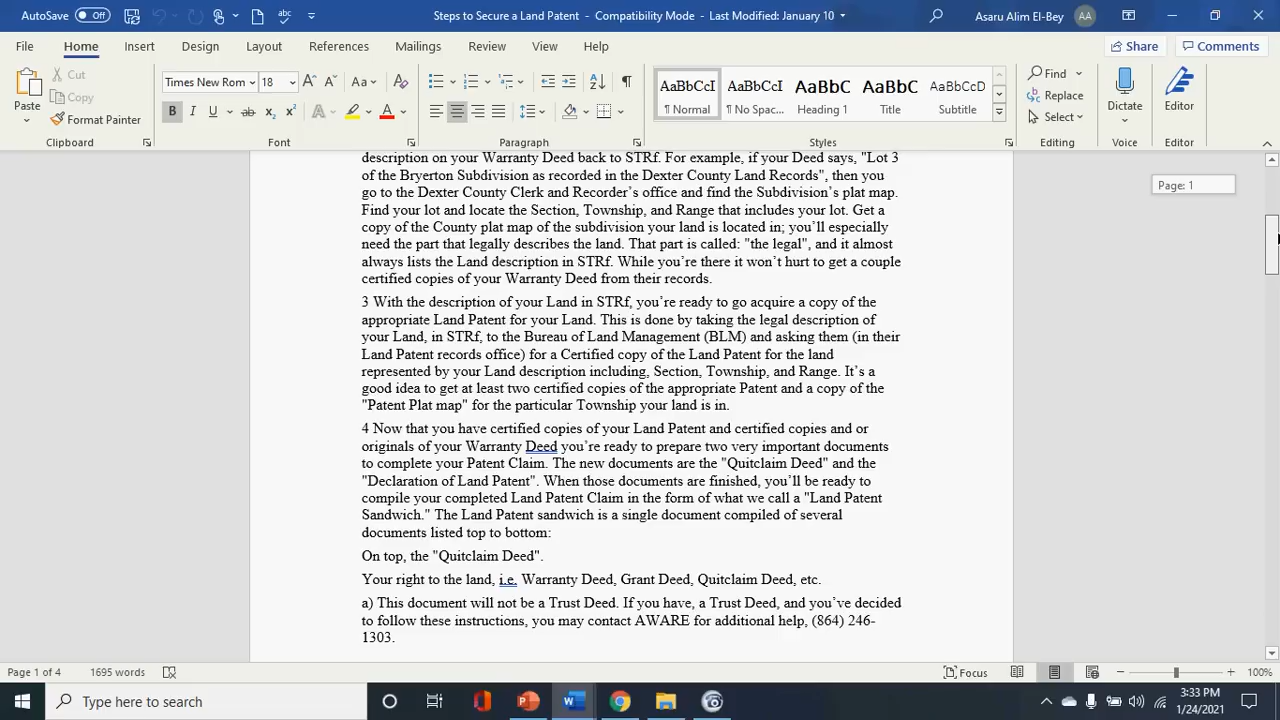 AutoSave Off
Steps to Secure a Land Patent - Compatibility Mode - Last Modified: January 10
Asaru Alim El-Bey AA
File Home Insert Design Layout References Mailings Review View Help Share Comments
Paste
Cut
Copy
Format Painter
Times New Rom 18
Aa
B I U ab x₂ x² A A
AaBbCcI AaBbCcI AaBbC AaBbC AaBbCcD
¶ Normal ¶ No Spac... Heading 1 Title Subtitle
Find
Replace
Select
Dictate
Editor
Clipboard Font Paragraph Styles Editing Voice Editor
Page: 1
description on your Warranty Deed back to STRf. For example, if your Deed says, "Lot 3
of the Bryerton Subdivision as recorded in the Dexter County Land Records", then you
go to the Dexter County Clerk and Recorder's office and find the Subdivision's plat map.
Find your lot and locate the Section, Township, and Range that includes your lot. Get a
copy of the County plat map of the subdivision your land is located in; you'll especially
need the part that legally describes the land. That part is called: "the legal", and it almost
always lists the Land description in STRf. While you're there it won't hurt to get a couple
certified copies of your Warranty Deed from their records.
3 With the description of your Land in STRf, you're ready to go acquire a copy of the
appropriate Land Patent for your Land. This is done by taking the legal description of
your Land, in STRf, to the Bureau of Land Management (BLM) and asking them (in their
Land Patent records office) for a Certified copy of the Land Patent for the land
represented by your Land description including, Section, Township, and Range. It's a
good idea to get at least two certified copies of the appropriate Patent and a copy of the
"Patent Plat map" for the particular Township your land is in.
4 Now that you have certified copies of your Land Patent and certified copies and or
originals of your Warranty Deed you're ready to prepare two very important documents
to complete your Patent Claim. The new documents are the "Quitclaim Deed" and the
"Declaration of Land Patent". When those documents are finished, you'll be ready to
compile your completed Land Patent Claim in the form of what we call a "Land Patent
Sandwich." The Land Patent sandwich is a single document compiled of several
documents listed top to bottom:
On top, the "Quitclaim Deed".
Your right to the land, i.e. Warranty Deed, Grant Deed, Quitclaim Deed, etc.
a) This document will not be a Trust Deed. If you have, a Trust Deed, and you've decided
to follow these instructions, you may contact AWARE for additional help, (864) 246-
1303.
Page 1 of 4 1695 words Focus 100%
Type here to search
3:33 PM
1/24/2021